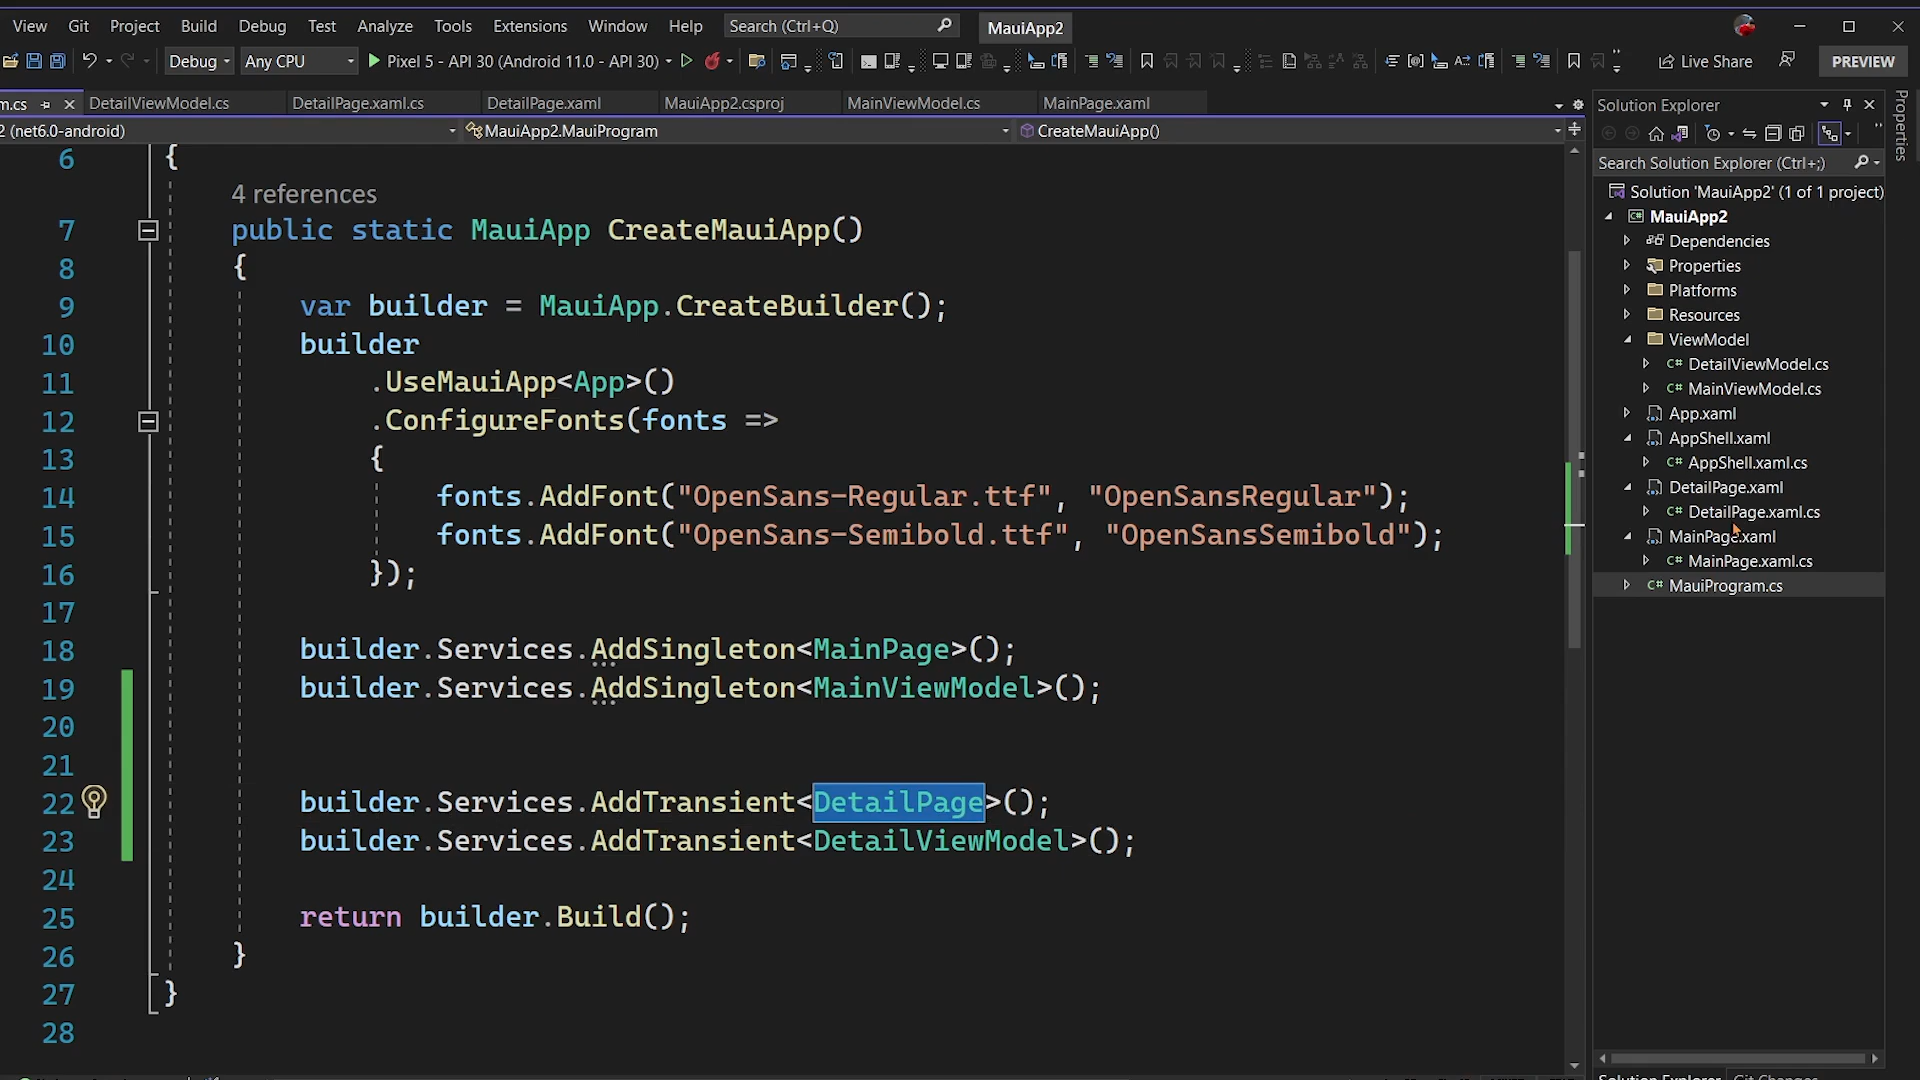 View Git Project Build Debug Test Analyze Tools Extensions Window Help Search (Ctrl+Q) MauiApp2
Debug Any CPU Pixel 5 - API 30 (Android 11.0 - API 30) Live Share PREVIEW
m.cs DetailViewModel.cs DetailPage.xaml.cs DetailPage.xaml MauiApp2.csproj MainViewModel.cs MainPage.xaml
2 (net6.0-android) MauiApp2.MauiProgram CreateMauiApp()
6 {
4 references
7 public static MauiApp CreateMauiApp()
8 {
9 var builder = MauiApp.CreateBuilder();
10 builder
11 .UseMauiApp<App>()
12 .ConfigureFonts(fonts =>
13 {
14 fonts.AddFont("OpenSans-Regular.ttf", "OpenSansRegular");
15 fonts.AddFont("OpenSans-Semibold.ttf", "OpenSansSemibold");
16 });
17
18 builder.Services.AddSingleton<MainPage>();
19 builder.Services.AddSingleton<MainViewModel>();
20
21
22 builder.Services.AddTransient<DetailPage>();
23 builder.Services.AddTransient<DetailViewModel>();
24
25 return builder.Build();
26 }
27 }
28
Solution Explorer
Search Solution Explorer (Ctrl+;)
Solution 'MauiApp2' (1 of 1 project)
C# MauiApp2
Dependencies
Properties
Platforms
Resources
ViewModel
C# DetailViewModel.cs
C# MainViewModel.cs
App.xaml
AppShell.xaml
C# AppShell.xaml.cs
DetailPage.xaml
C# DetailPage.xaml.cs
MainPage.xaml
C# MainPage.xaml.cs
C# MauiProgram.cs
Solution Explorer Git Changes
Properties